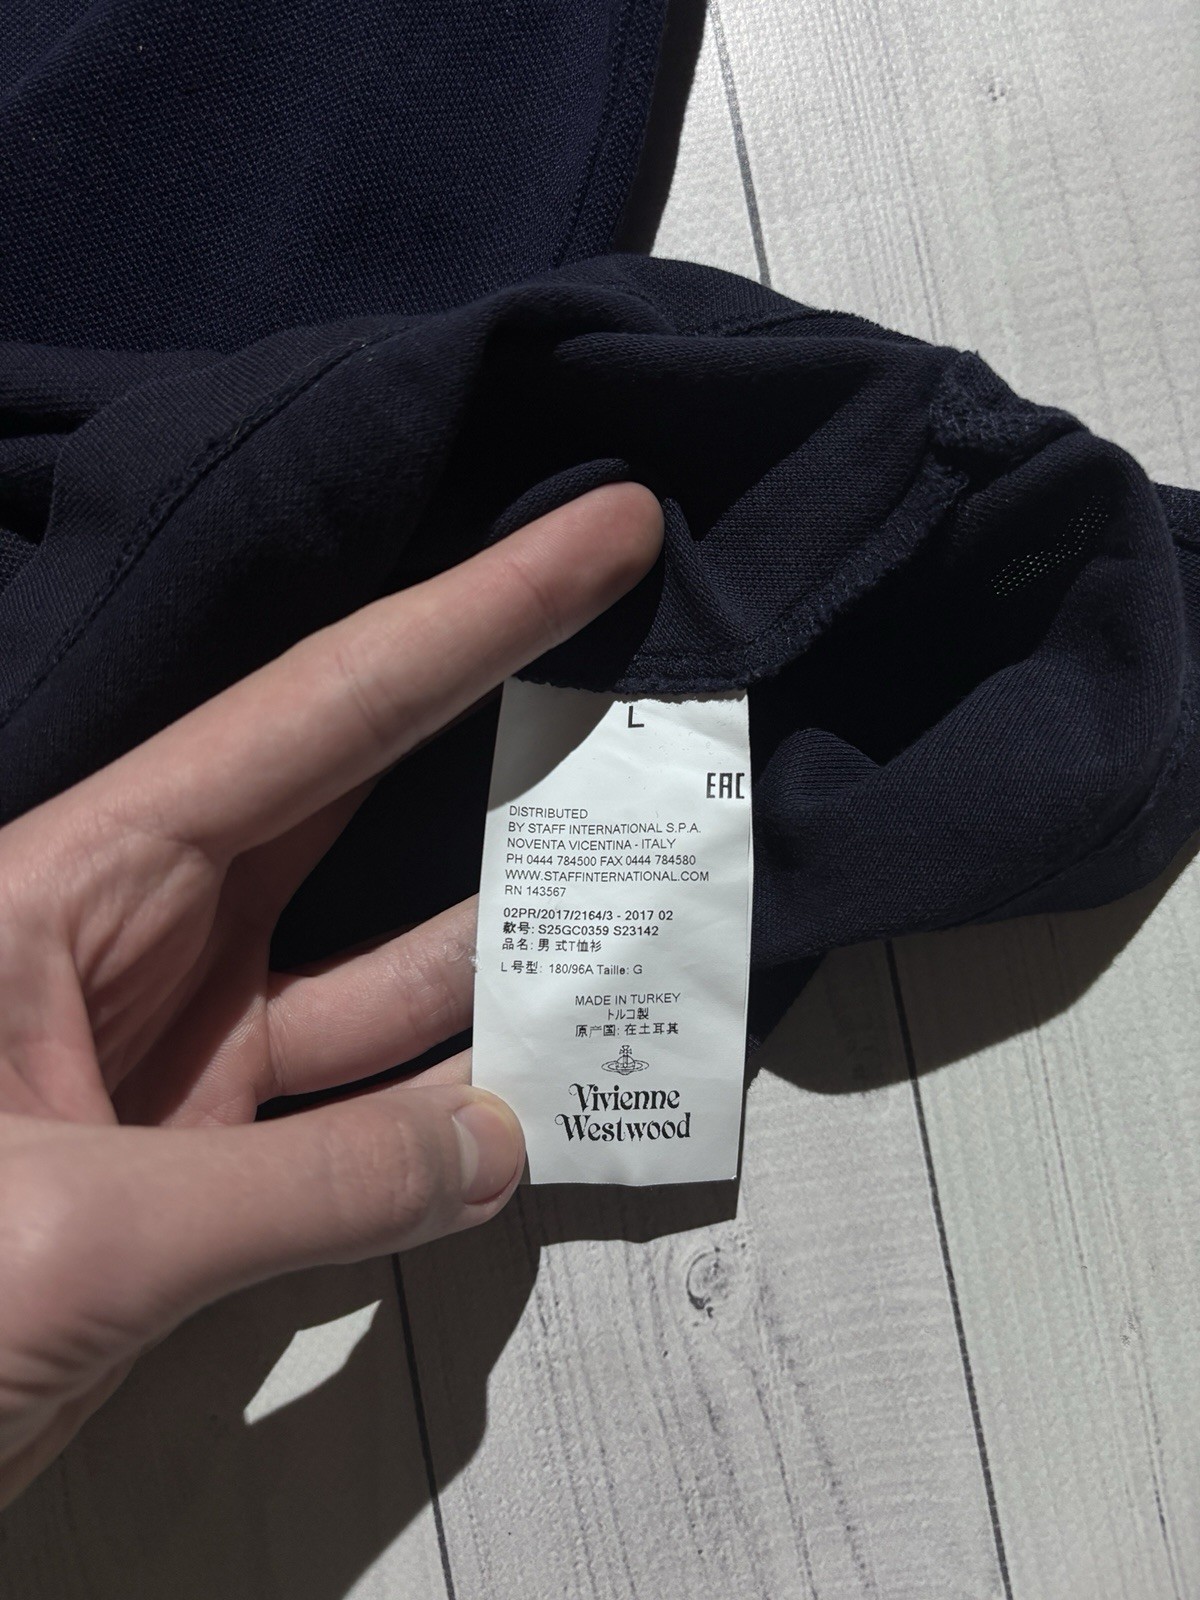 L
EAC
DISTRIBUTED
BY STAFF INTERNATIONAL S.P.A.
NOVENTA VICENTINA - ITALY
PH 0444 784500 FAX 0444 784580
WWW.STAFFINTERNATIONAL.COM
RN 143567
02PR/2017/2164/3 - 2017 02
款号: S25GC0359 S23142
品名: 男 式T恤衫
L 号型: 180/96A Taille: G
MADE IN TURKEY
トルコ製
原产国: 在土耳其
Vivienne
Westwood